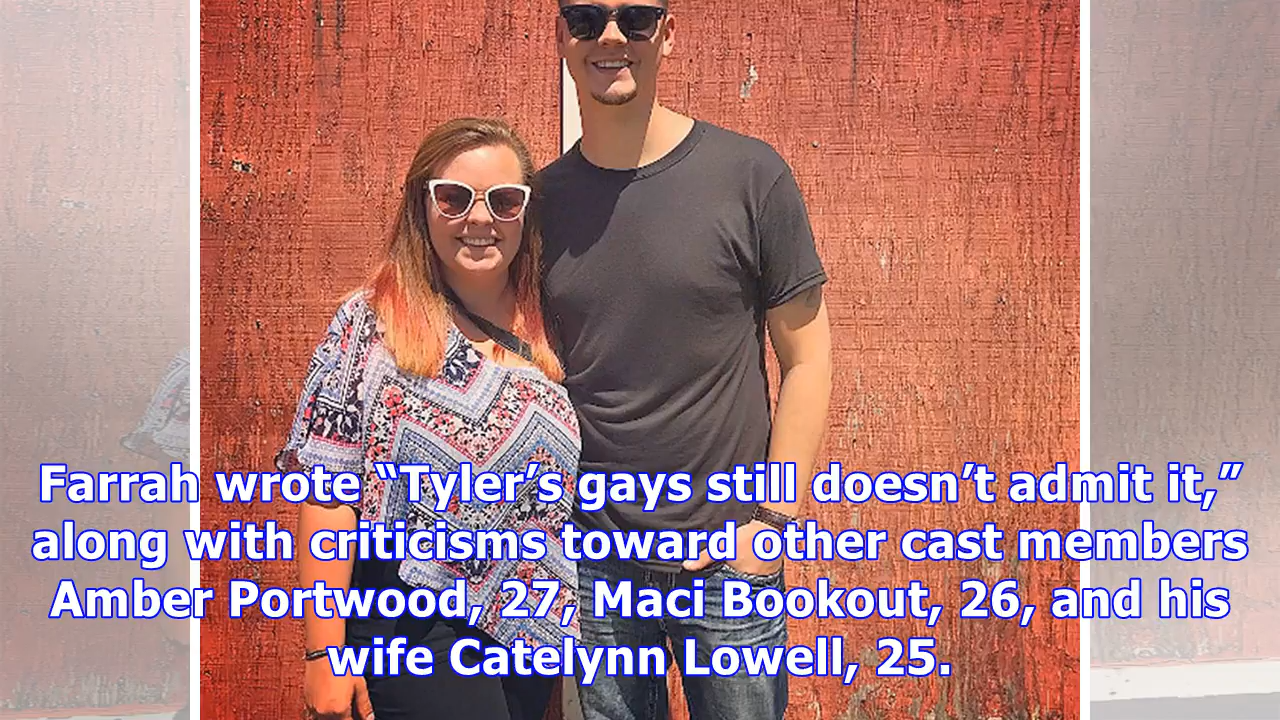 Farrah wrote “Tyler’s gays still doesn’t admit it,”
along with criticisms toward other cast members
Amber Portwood, 27, Maci Bookout, 26, and his
wife Catelynn Lowell, 25.